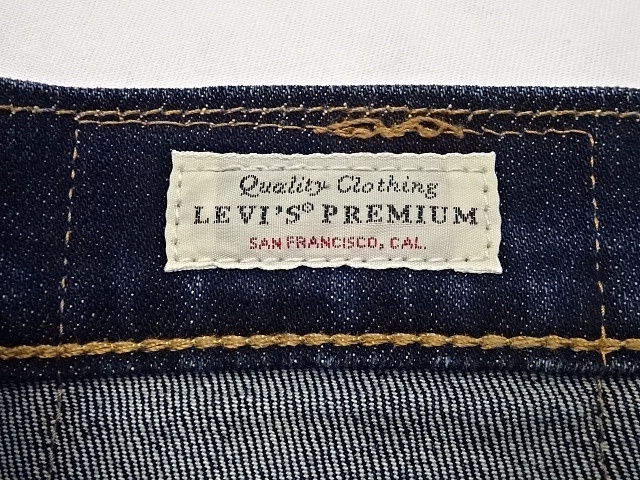 Quality Clothing
LEVI'S® PREMIUM
SAN FRANCISCO, CAL.